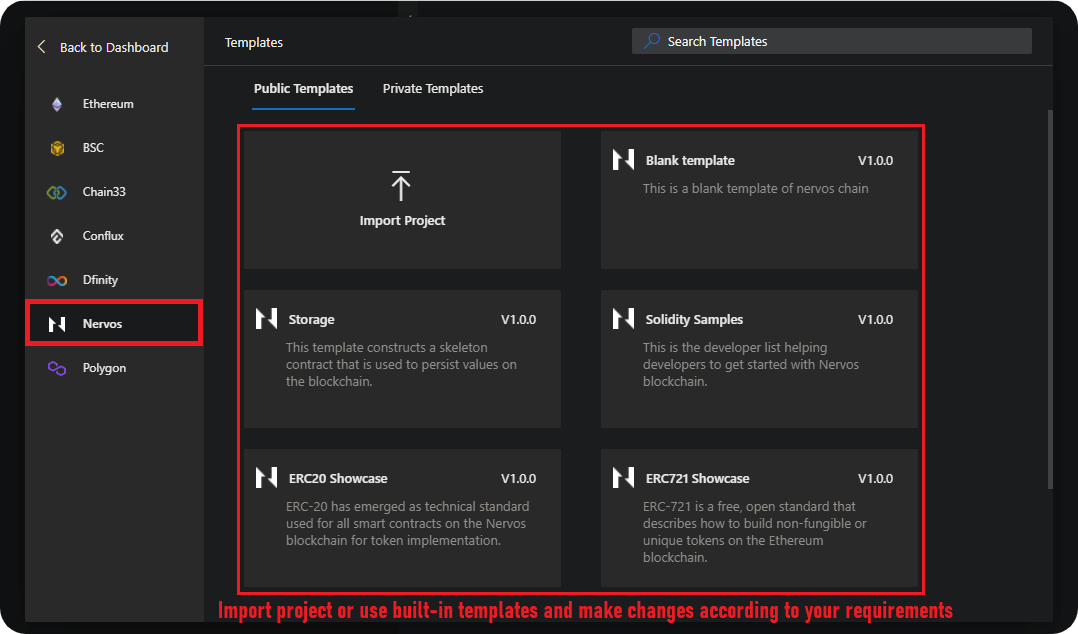 Back to Dashboard
Templates
Search Templates
Ethereum
BSC
Chain33
Conflux
Dfinity
Nervos
Polygon
Public Templates
Private Templates
Import Project
Blank template
V1.0.0
This is a blank template of nervos chain
Storage
V1.0.0
This template constructs a skeleton
contract that is used to persist values on
the blockchain.
Solidity Samples
V1.0.0
This is the developer list helping
developers to get started with Nervos
blockchain.
ERC20 Showcase
V1.0.0
ERC-20 has emerged as technical standard
used for all smart contracts on the Nervos
blockchain for token implementation.
ERC721 Showcase
V1.0.0
ERC-721 is a free, open standard that
describes how to build non-fungible or
unique tokens on the Ethereum
blockchain.
Import project or use built-in templates and make changes according to your requirements